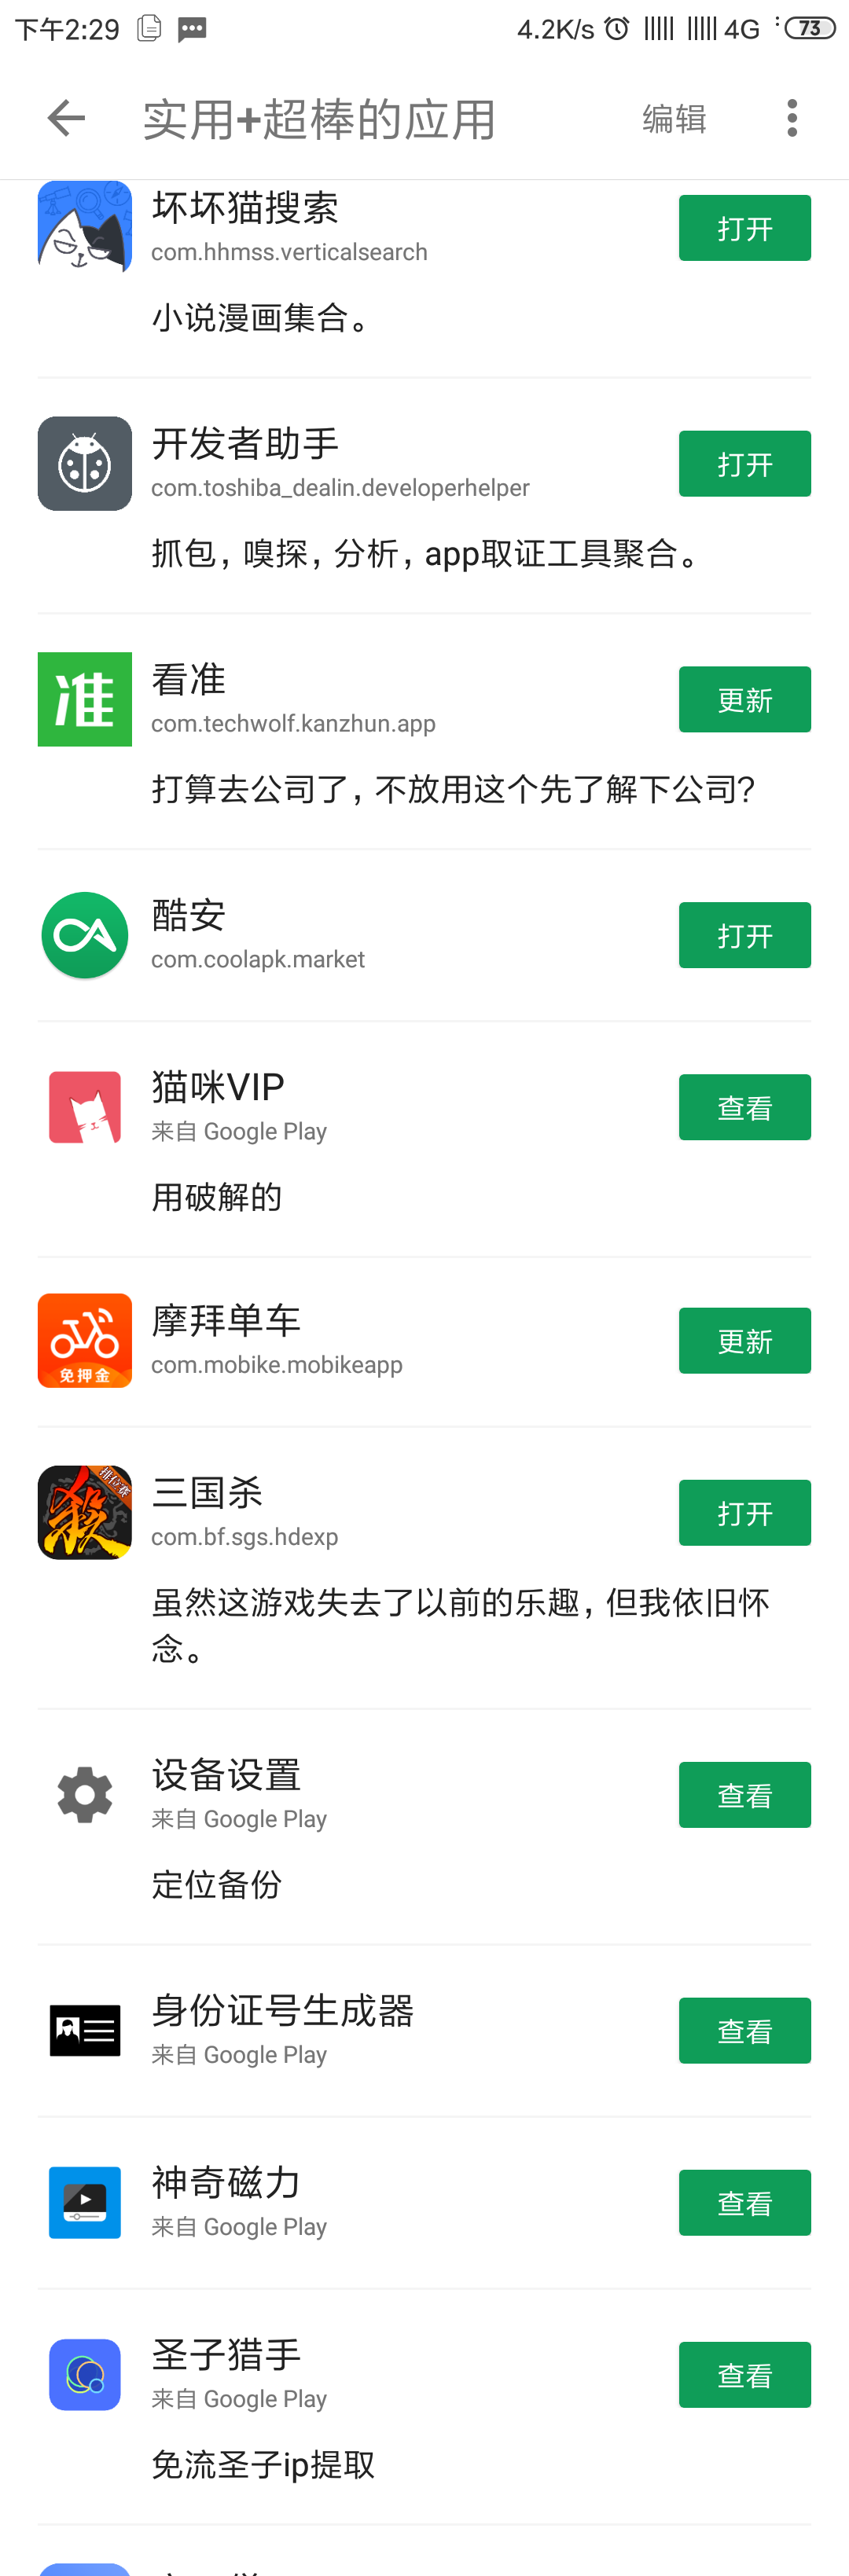 下午2:29 4.2K/s 4G 73
实用+超棒的应用 编辑
坏坏猫搜索
com.hhmss.verticalsearch
打开
小说漫画集合。
开发者助手
com.toshiba_dealin.developerhelper
打开
抓包，嗅探，分析，app取证工具聚合。
准
看准
com.techwolf.kanzhun.app
更新
打算去公司了，不放用这个先了解下公司？
酷安
com.coolapk.market
打开
猫咪VIP
来自 Google Play
查看
用破解的
免押金
摩拜单车
com.mobike.mobikeapp
更新
排位赛
殺
三国杀
com.bf.sgs.hdexp
打开
虽然这游戏失去了以前的乐趣，但我依旧怀
念。
设备设置
来自 Google Play
查看
定位备份
身份证号生成器
来自 Google Play
查看
神奇磁力
来自 Google Play
查看
圣子猎手
来自 Google Play
查看
免流圣子ip提取